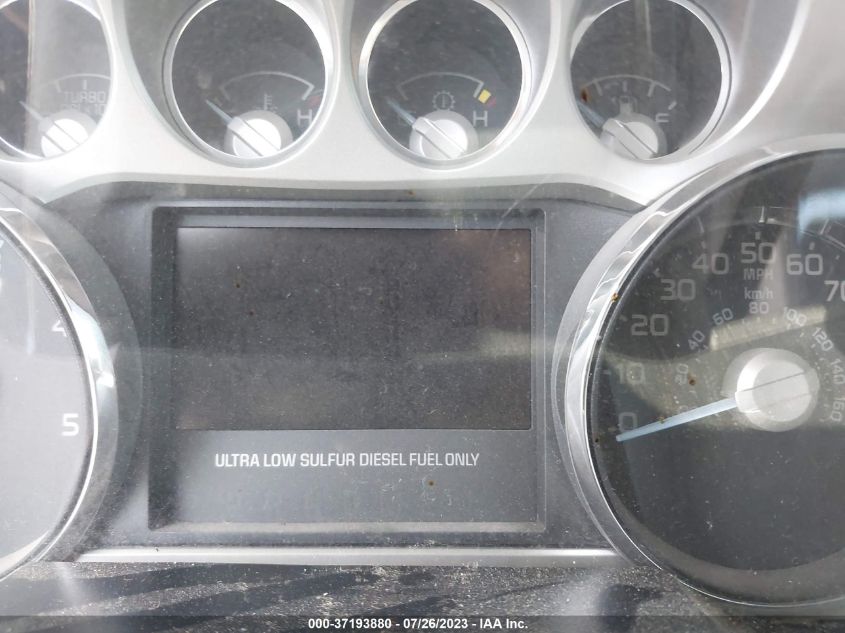 TURBO
H
H
F
40 50 60
MPH
30 70
km/h
20 60 80 100
40 120
10 20 140
0 160
4
5
ULTRA LOW SULFUR DIESEL FUEL ONLY
000-37193880 - 07/26/2023 - IAA Inc.